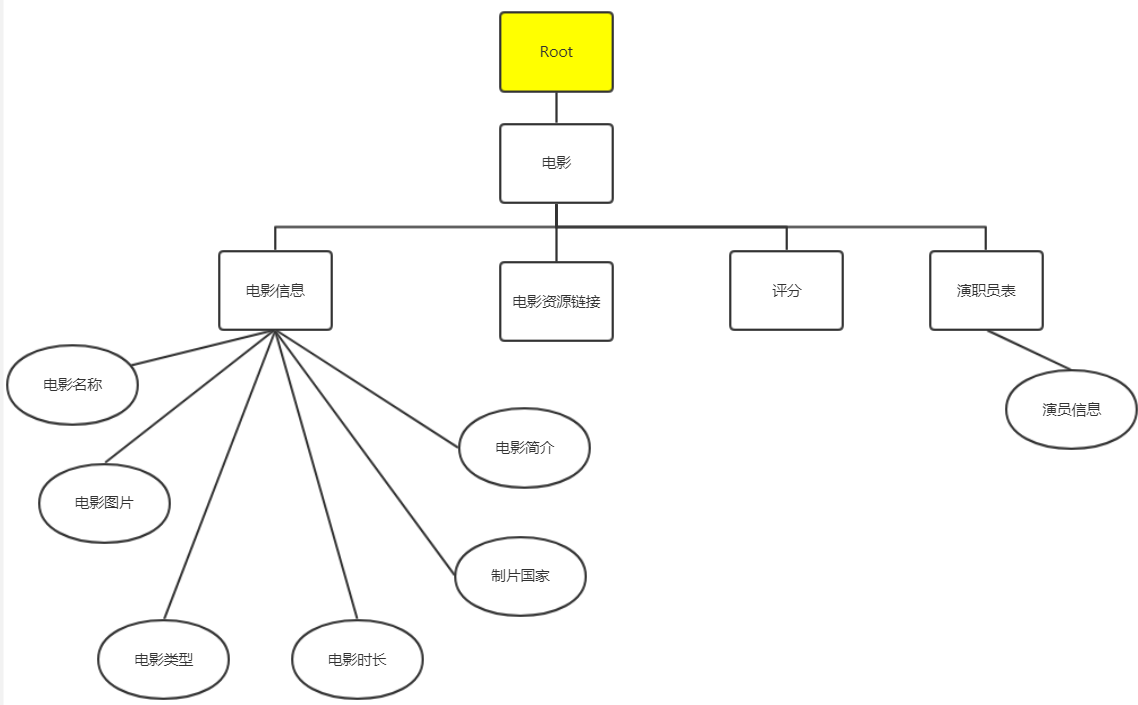 Root
电影
电影信息
电影资源链接
评分
演职员表
电影名称
演员信息
电影简介
电影图片
制片国家
电影类型
电影时长